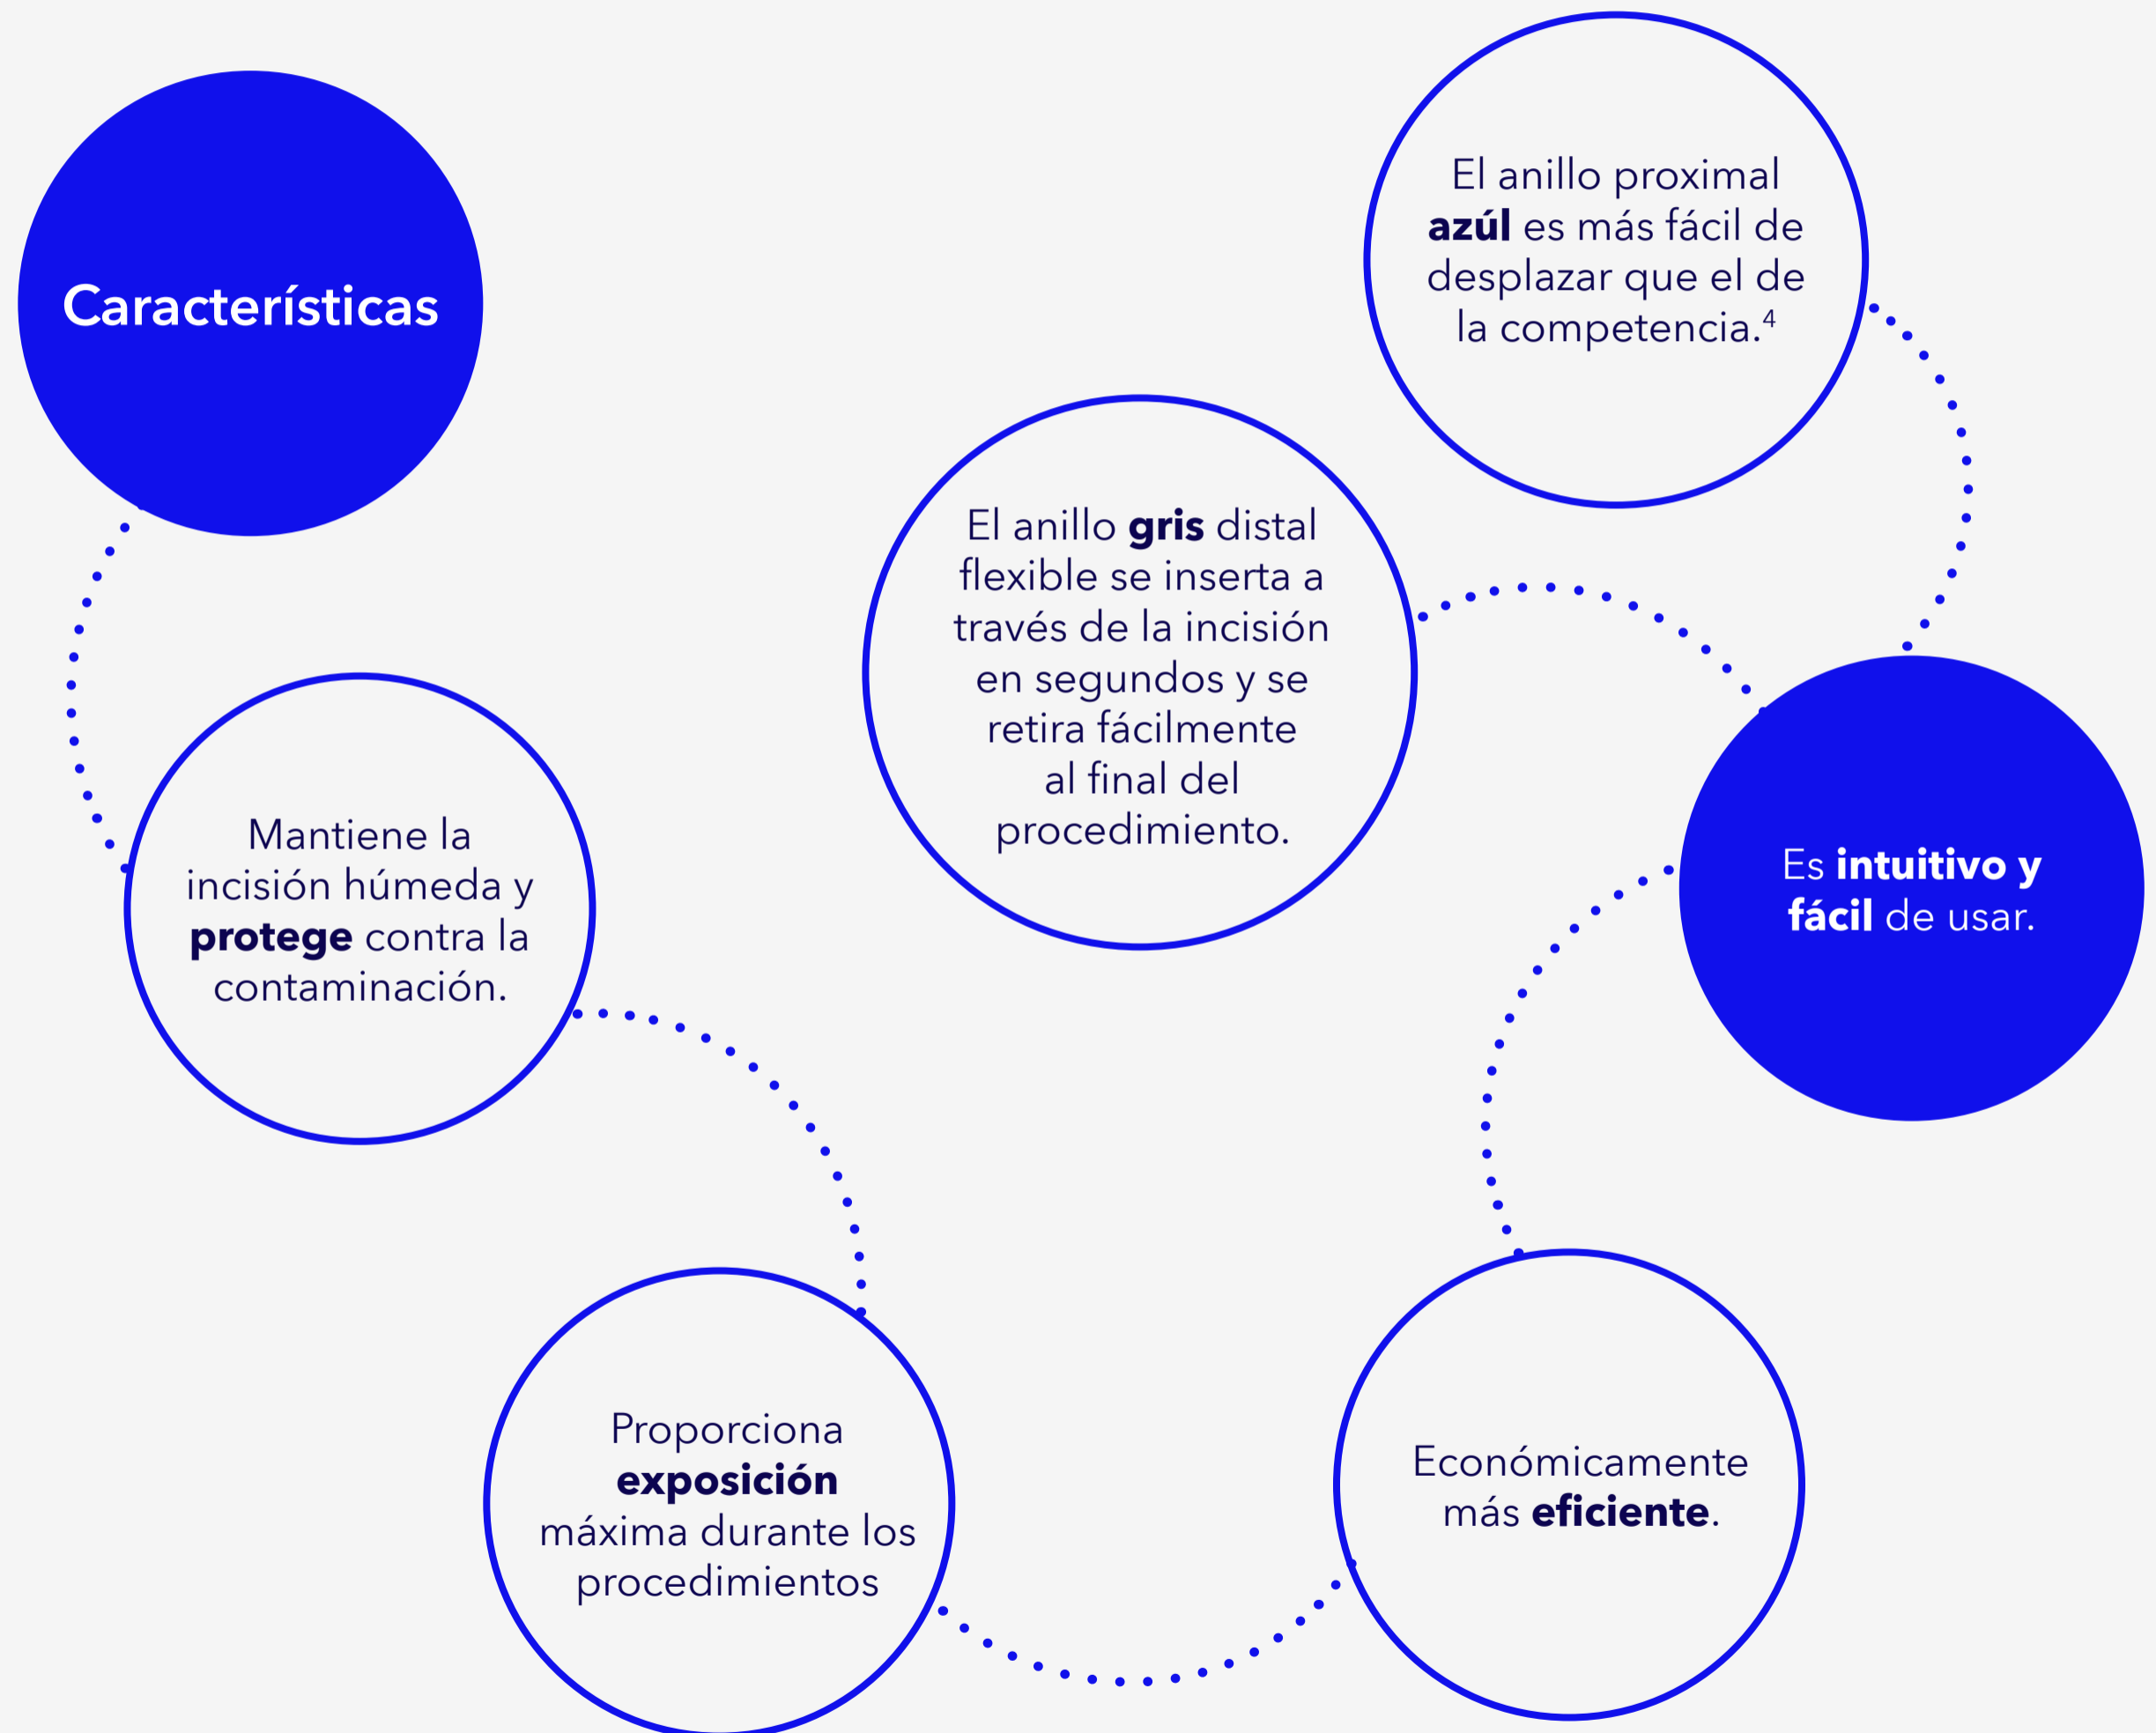 Características
Mantiene la
incisión húmeda y
protege contra la
contaminación.
Proporciona
exposición
máxima durante los
procedimientos
Económicamente
más eficiente.
Es intuitivo y
fácil de usar.
El anillo gris distal
flexible se inserta a
través de la incisión
en segundos y se
retira fácilmente
al final del
procedimiento.
El anillo proximal
azúl es más fácil de
desplazar que el de
la competencia.⁴